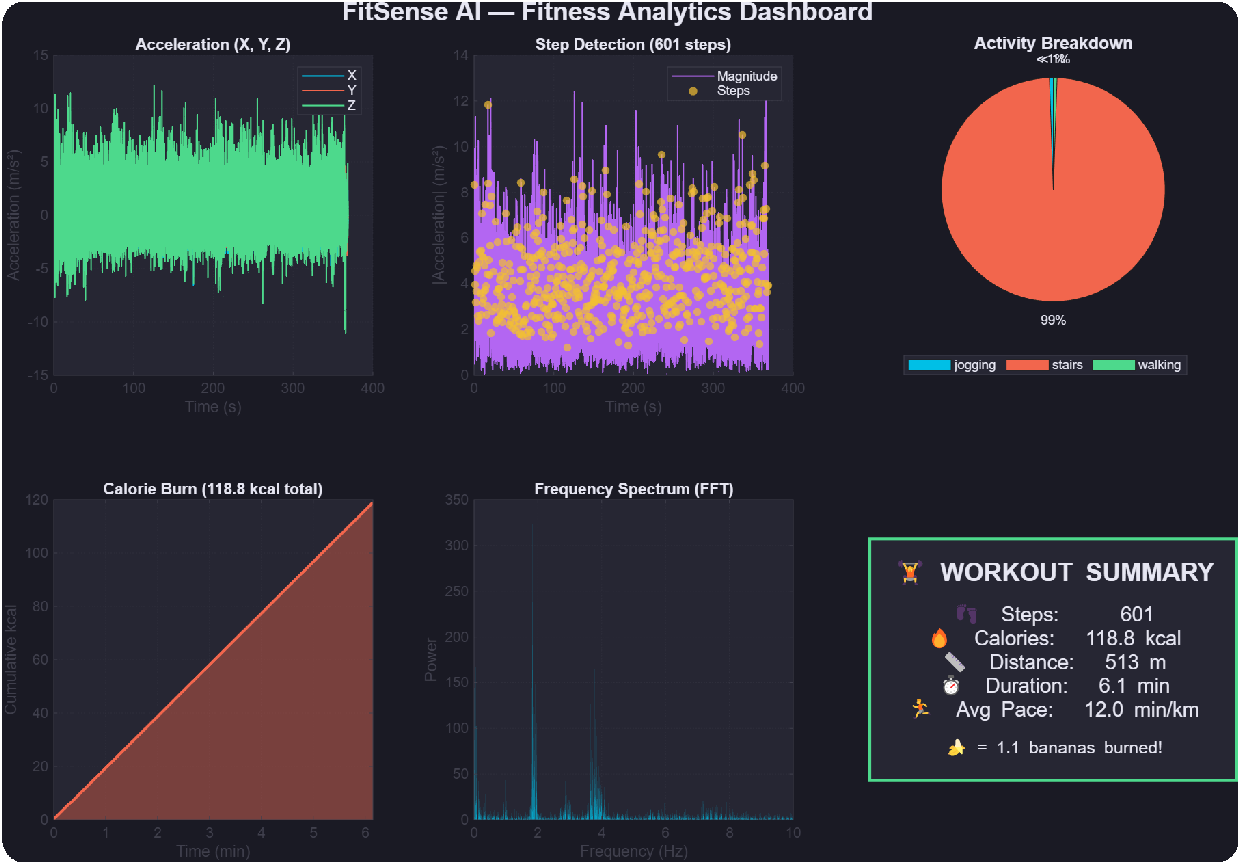 FitSense AI — Fitness Analytics Dashboard
Acceleration (X, Y, Z)
15
10
5
0
-5
-10
-15
Acceleration (m/s²)
X
Y
Z
0
100
200
300
400
Time (s)
Step Detection (601 steps)
14
12
10
8
6
4
2
0
|Acceleration| (m/s²)
Magnitude
Steps
0
100
200
300
400
Time (s)
Activity Breakdown
99%
jogging
stairs
walking
Calorie Burn (118.8 kcal total)
120
100
80
60
40
20
0
Cumulative kcal
0
1
2
3
4
5
6
Time (min)
Frequency Spectrum (FFT)
350
300
250
200
150
100
50
0
Power
0
2
4
6
8
10
Frequency (Hz)
WORKOUT SUMMARY
Steps: 601
Calories: 118.8 kcal
Distance: 513 m
Duration: 6.1 min
Avg Pace: 12.0 min/km
= 1.1 bananas burned!